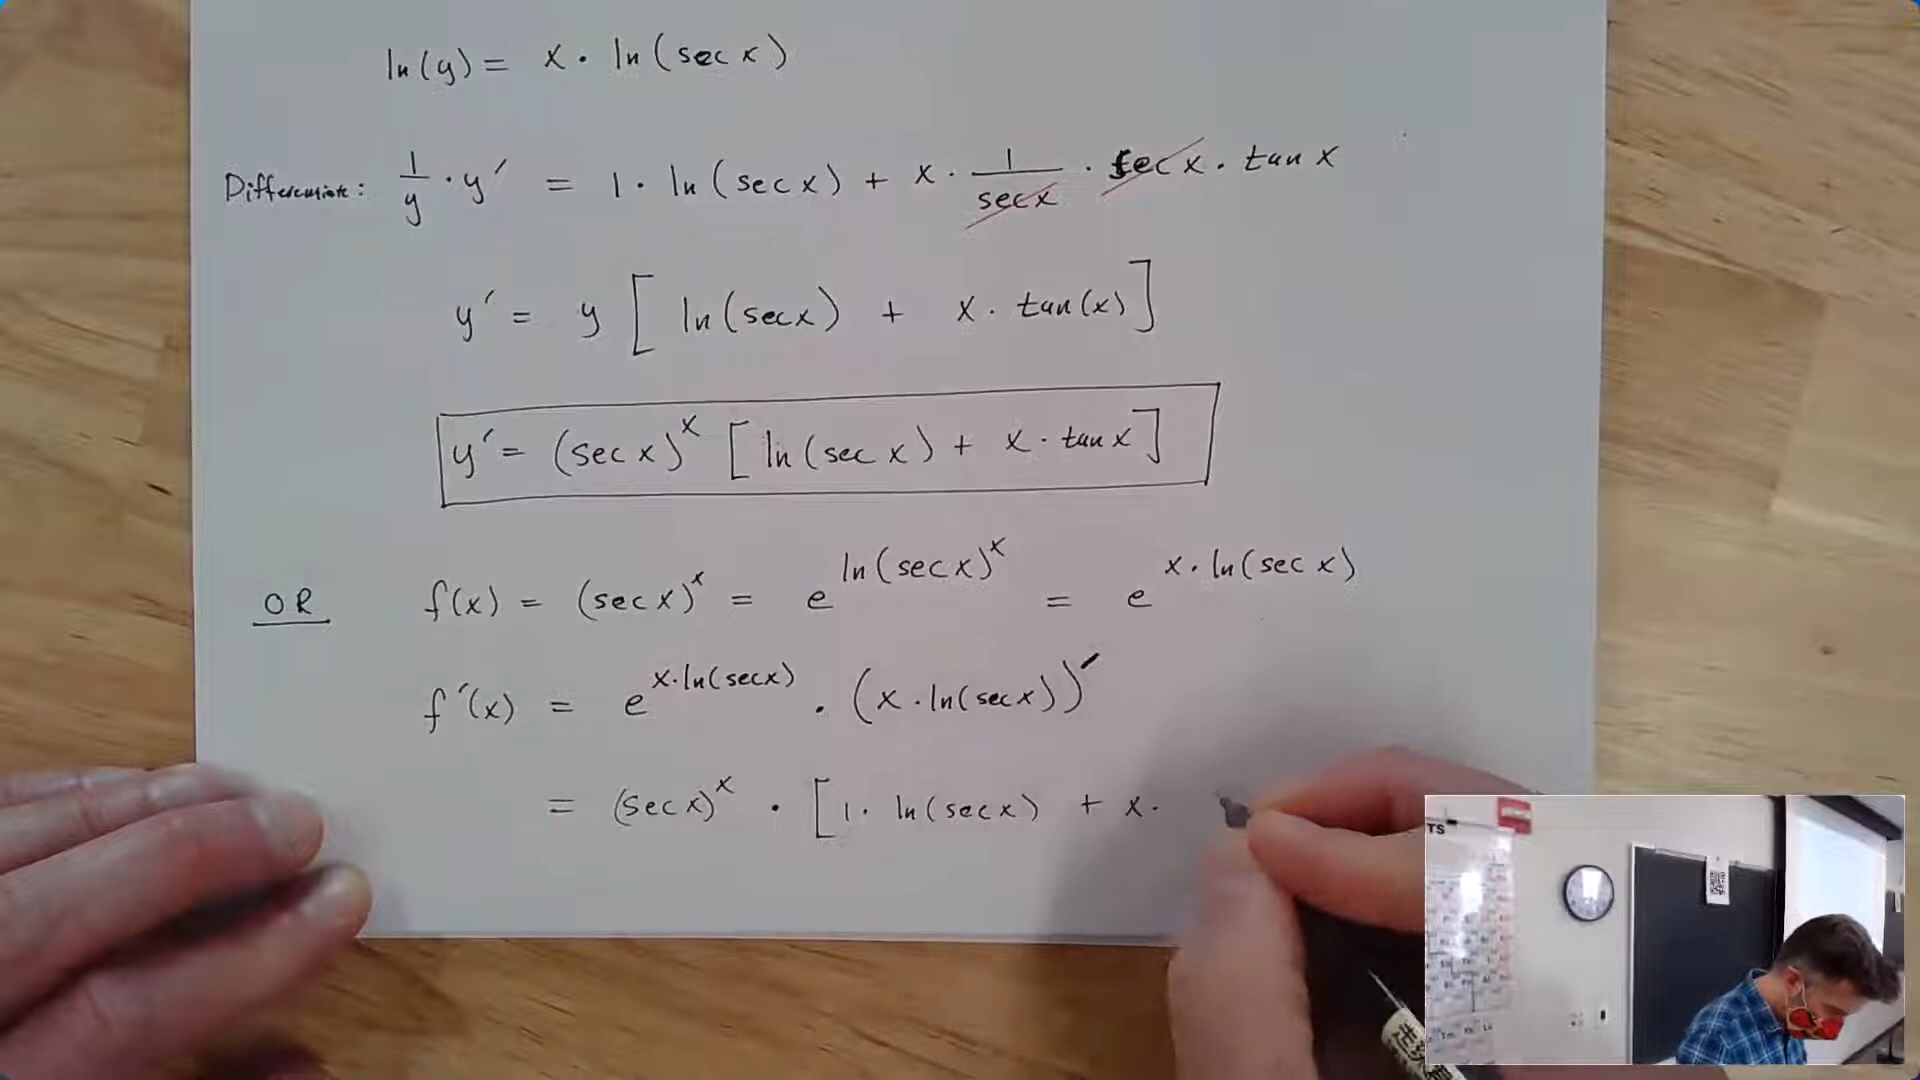 ln(y) = x · ln(sec x)
Differentiate: 1/y · y′ = 1 · ln(sec x) + x · 1/sec x · sec x · tan x
y′ = y [ ln(sec x) + x · tan(x) ]
y′ = (sec x)^x [ ln(sec x) + x · tan x ]
OR f(x) = (sec x)^x = e^ln(sec x)^x = e^x · ln(sec x)
f′(x) = e^x·ln(sec x) · (x · ln(sec x))′
= (sec x)^x · [ 1 · ln(sec x) + x ·
TS